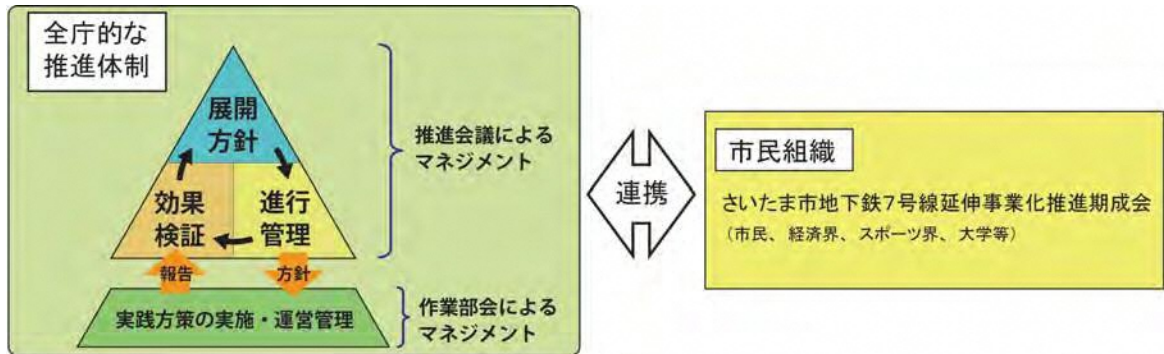 全庁的な
推進体制
展開
方針
効果
検証
進行
管理
報告
方針
実践方策の実施・運営管理
推進会議による
マネジメント
作業部会による
マネジメント
連携
市民組織
さいたま市地下鉄7号線延伸事業化推進期成会
（市民、経済界、スポーツ界、大学等）